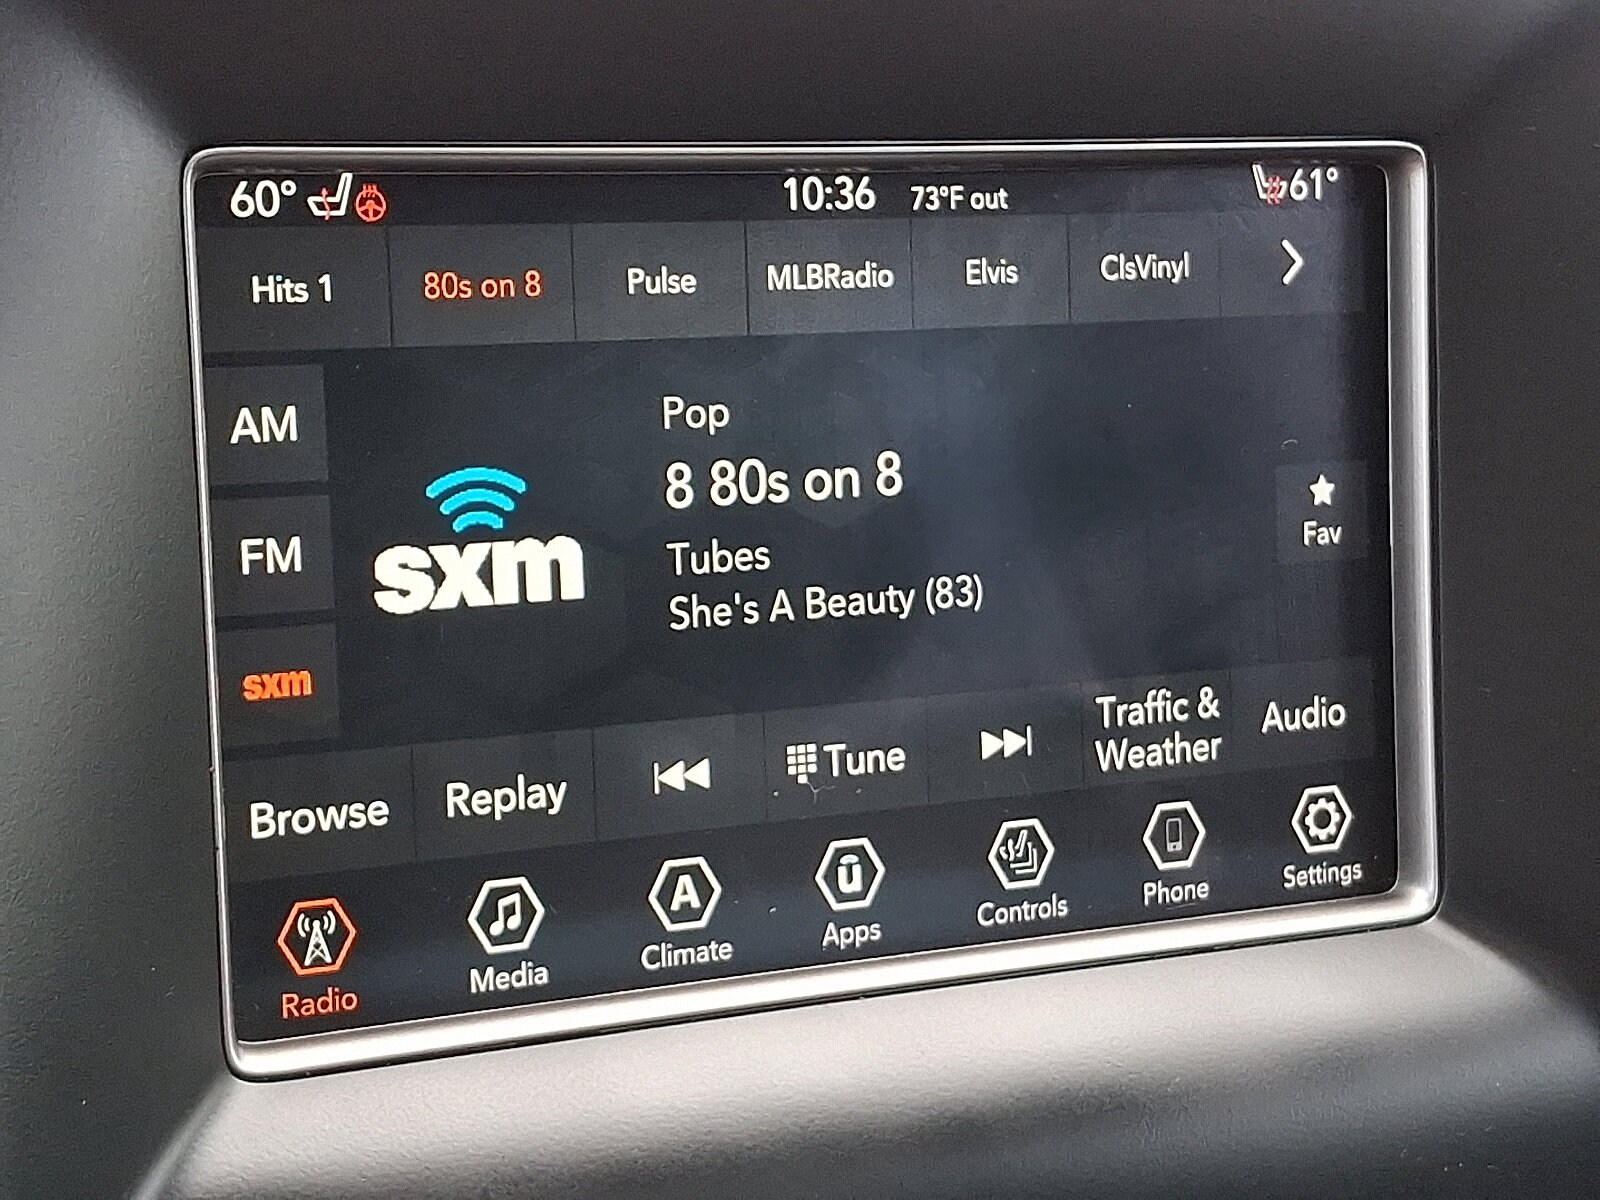 60° 10:36 73°F out 61°
Hits 1 80s on 8 Pulse MLBRadio Elvis ClsVinyl
AM
FM
sxm
sxm
Pop
8 80s on 8
Tubes
She's A Beauty (83)
Fav
Browse Replay Tune Traffic & Weather Audio
A u
Radio Media Climate Apps Controls Phone Settings